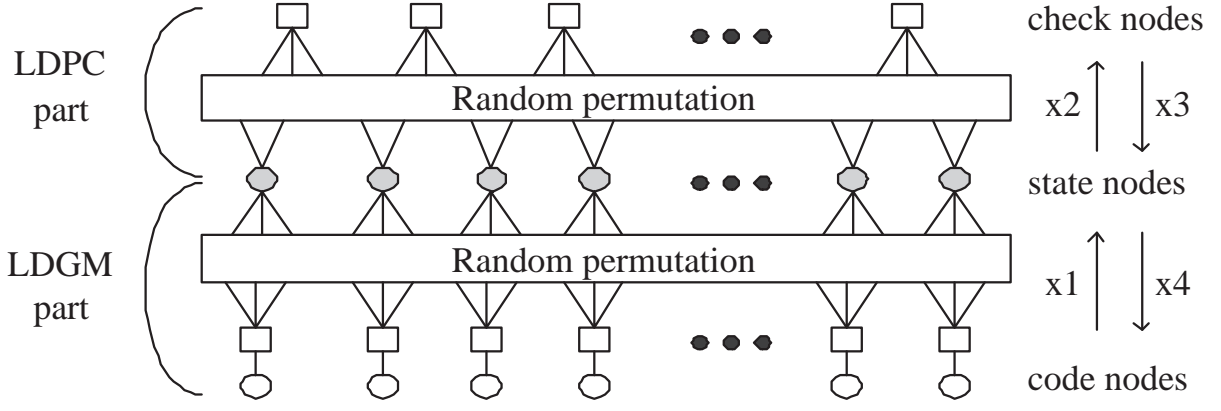 check nodes
LDPC
part
Random permutation
x2
x3
state nodes
LDGM
part
Random permutation
x1
x4
code nodes